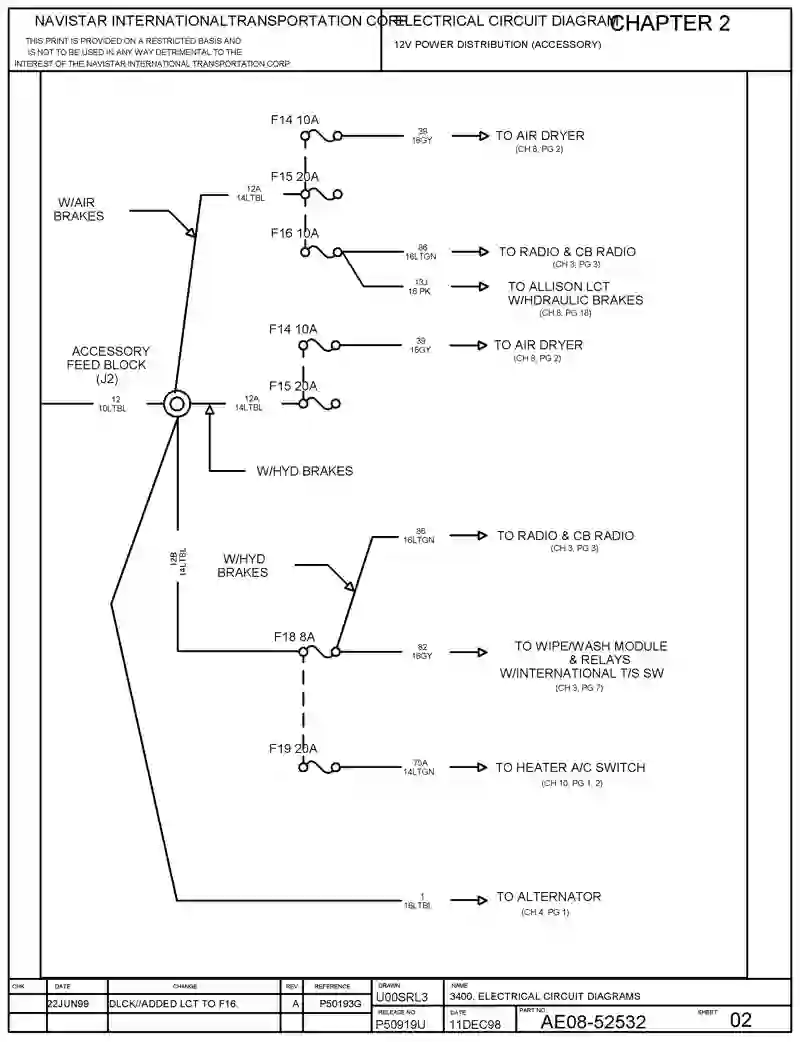 NAVISTAR INTERNATIONALTRANSPORTATION CORP
THIS PRINT IS PROVIDED ON A RESTRICTED BASIS AND
IS NOT TO BE USED IN ANY WAY DETRIMENTAL TO THE
INTEREST OF THE NAVISTAR INTERNATIONAL TRANSPORTATION CORP
ELECTRICAL CIRCUIT DIAGRAM
CHAPTER 2
12V POWER DISTRIBUTION (ACCESSORY)
F14 10A
39
16GY
TO AIR DRYER
(CH 8, PG 2)
F15 20A
12A
14LTBL
W/AIR
BRAKES
F16 10A
86
16LTGN
TO RADIO & CB RADIO
(CH 3, PG 3)
13J
16 PK
TO ALLISON LCT
W/HDRAULIC BRAKES
(CH 8, PG 18)
F14 10A
39
16GY
TO AIR DRYER
(CH 8, PG 2)
ACCESSORY
FEED BLOCK
(J2)
F15 20A
12
10LTBL
12A
14LTBL
W/HYD BRAKES
86
16LTGN
TO RADIO & CB RADIO
(CH 3, PG 3)
12B
14LTBL
W/HYD
BRAKES
F18 8A
82
16GY
TO WIPE/WASH MODULE
& RELAYS
W/INTERNATIONAL T/S SW
(CH 3, PG 7)
F19 20A
75A
14LTGN
TO HEATER A/C SWITCH
(CH 10, PG 1, 2)
1
16LTBL
TO ALTERNATOR
(CH 4 PG 1)
CHK DATE CHANGE REV REFERENCE
22JUN99 DLCK//ADDED LCT TO F16. A P50193G
DRAWN
U00SRL3
NAME
3400. ELECTRICAL CIRCUIT DIAGRAMS
RELEASE NO
P50919U
DATE
11DEC98
PART NO.
AE08-52532
SHEET
02